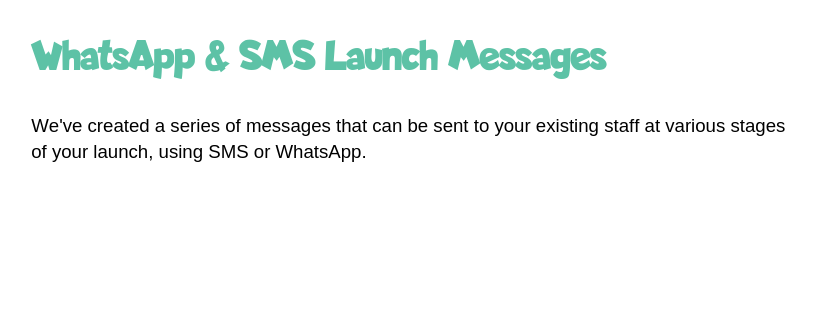 WhatsApp & SMS Launch Messages
We've created a series of messages that can be sent to your existing staff at various stages
of your launch, using SMS or WhatsApp.